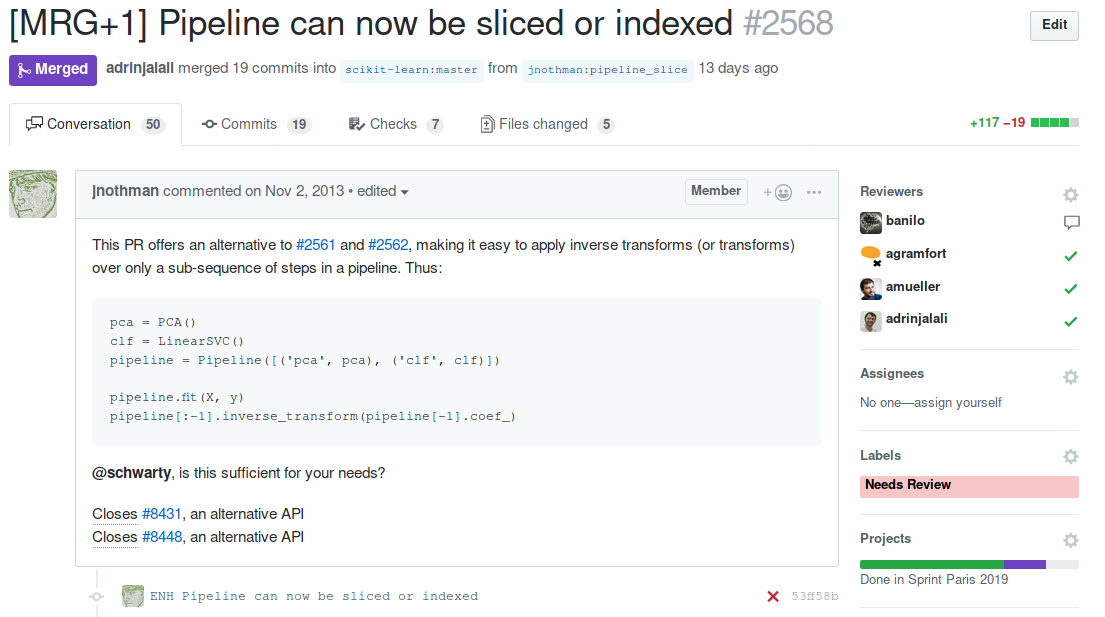 [MRG+1] Pipeline can now be sliced or indexed #2568
Edit
Merged adrinjalali merged 19 commits into scikit-learn:master from jnothman:pipeline_slice 13 days ago
Conversation 50 Commits 19 Checks 7 Files changed 5 +117 −19
jnothman commented on Nov 2, 2013 • edited
Member
This PR offers an alternative to #2561 and #2562, making it easy to apply inverse transforms (or transforms)
over only a sub-sequence of steps in a pipeline. Thus:
pca = PCA()
clf = LinearSVC()
pipeline = Pipeline([('pca', pca), ('clf', clf)])
pipeline.fit(X, y)
pipeline[:-1].inverse_transform(pipeline[-1].coef_)
@schwarty, is this sufficient for your needs?
Closes #8431, an alternative API
Closes #8448, an alternative API
ENH Pipeline can now be sliced or indexed 53ff58b
Reviewers
banilo
agramfort
amueller
adrinjalali
Assignees
No one—assign yourself
Labels
Needs Review
Projects
Done in Sprint Paris 2019